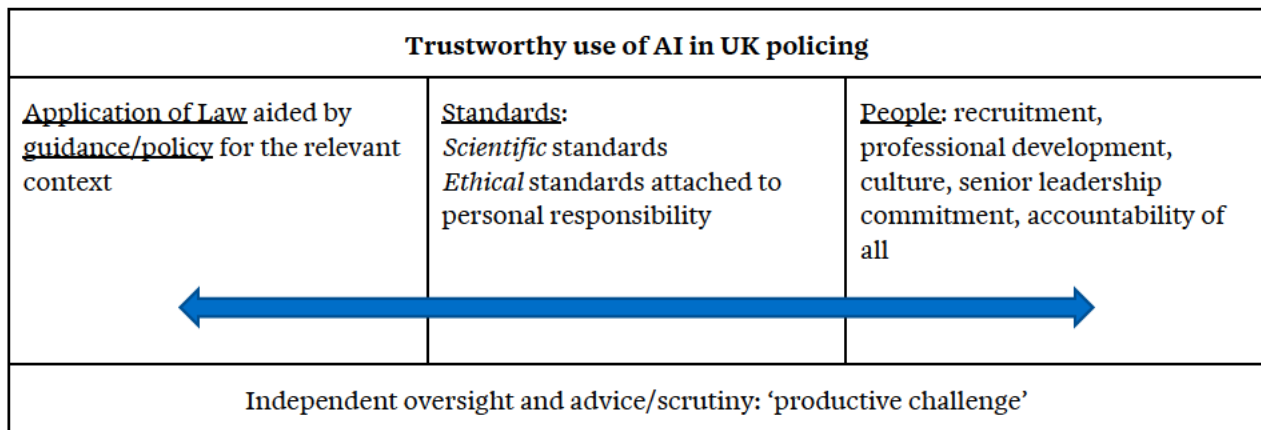 Trustworthy use of AI in UK policing
Application of Law aided by
guidance/policy for the relevant
context
Standards:
Scientific standards
Ethical standards attached to
personal responsibility
People: recruitment,
professional development,
culture, senior leadership
commitment, accountability of
all
Independent oversight and advice/scrutiny: ‘productive challenge’